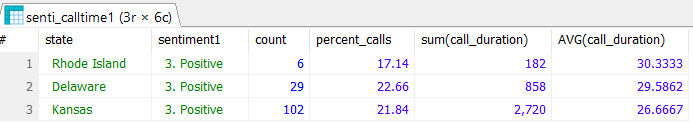 senti_calltime1 (3r × 6c)
# state sentiment1 count percent_calls sum(call_duration) AVG(call_duration)
1 Rhode Island 3. Positive 6 17.14 182 30.3333
2 Delaware 3. Positive 29 22.66 858 29.5862
3 Kansas 3. Positive 102 21.84 2,720 26.6667